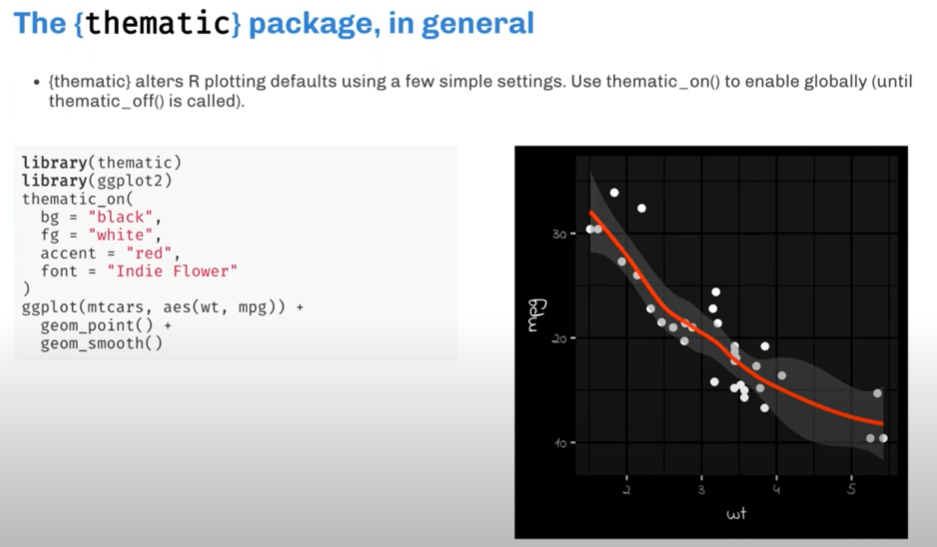 The {thematic} package, in general
• {thematic} alters R plotting defaults using a few simple settings. Use thematic_on() to enable globally (until
thematic_off() is called).
library(thematic)
library(ggplot2)
thematic_on(
  bg = "black",
  fg = "white",
  accent = "red",
  font = "Indie Flower"
)
ggplot(mtcars, aes(wt, mpg)) +
  geom_point() +
  geom_smooth()
mpg
30
20
10
2 3 4 5
wt